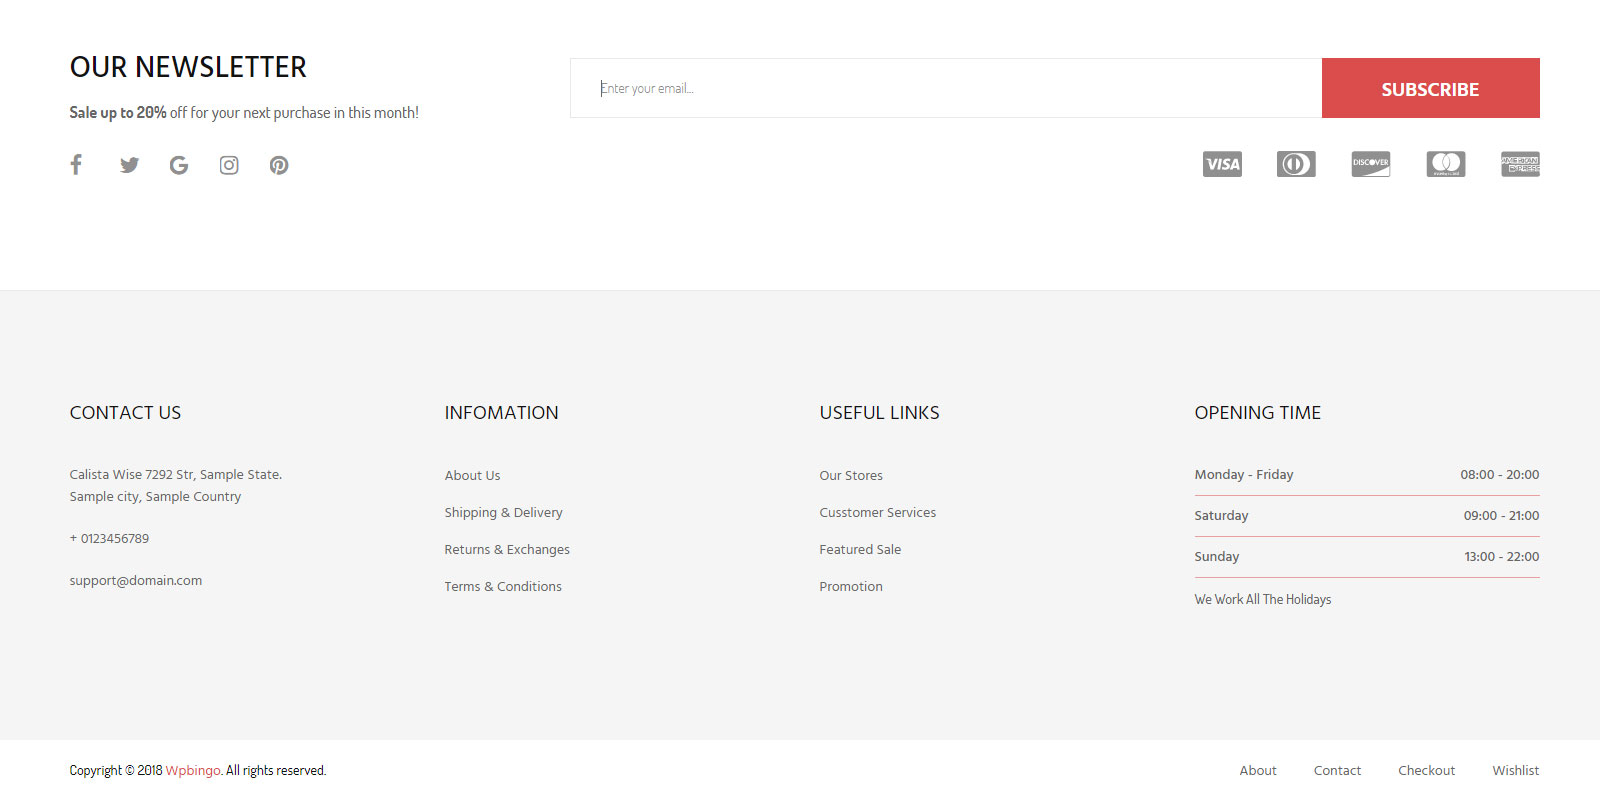 OUR NEWSLETTER
Sale up to 20% off for your next purchase in this month!
Enter your email...
SUBSCRIBE
VISA
DISCOVER
AMERICAN
EXPRESS
CONTACT US
Calista Wise 7292 Str, Sample State.
Sample city, Sample Country
+ 0123456789
support@domain.com
INFOMATION
About Us
Shipping & Delivery
Returns & Exchanges
Terms & Conditions
USEFUL LINKS
Our Stores
Cusstomer Services
Featured Sale
Promotion
OPENING TIME
Monday - Friday 08:00 - 20:00
Saturday 09:00 - 21:00
Sunday 13:00 - 22:00
We Work All The Holidays
Copyright © 2018 Wpbingo. All rights reserved.
About Contact Checkout Wishlist